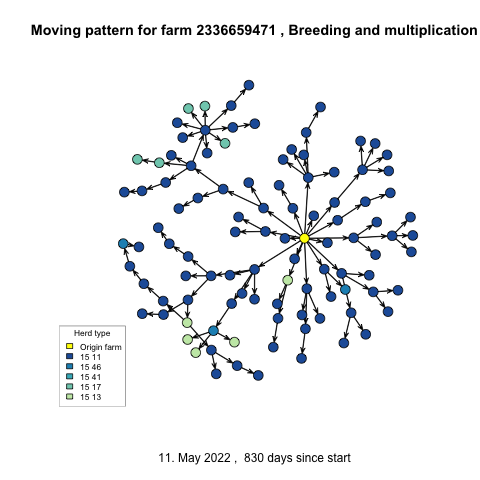 Moving pattern for farm 2336659471 , Breeding and multiplication
Herd type
Origin farm
15 11
15 46
15 41
15 17
15 13
11. May 2022 ,  830 days since start